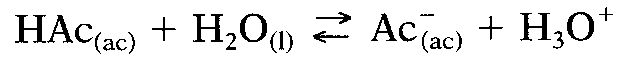 HAc(ac) + H₂O(l) ⇄ Ac⁻(ac) + H₃O⁺